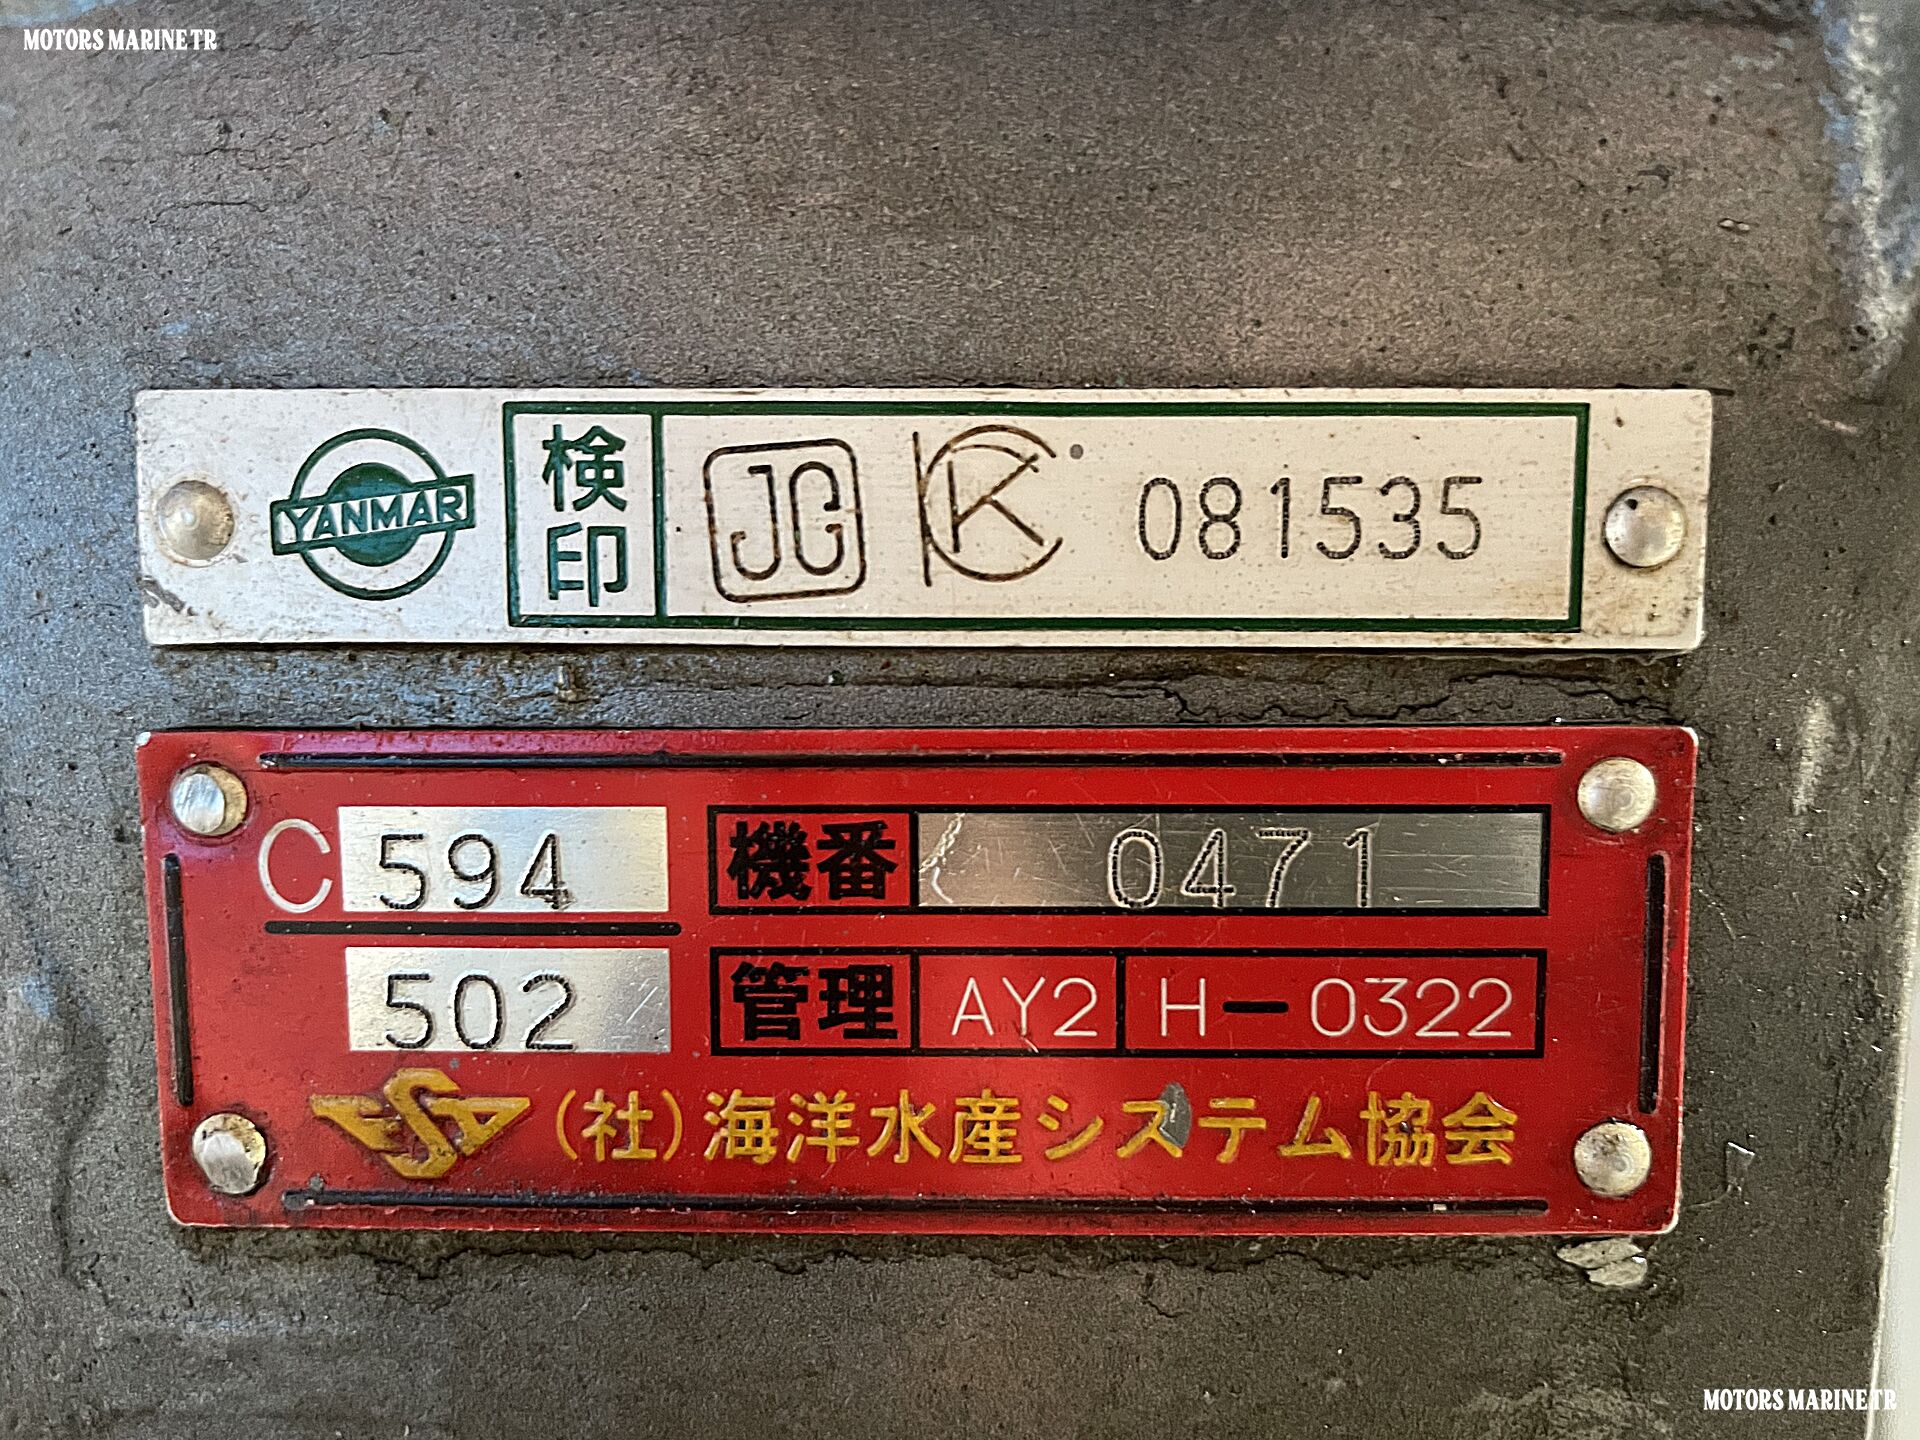 MOTORS MARINE TR
YANMAR 検印 JG K 081535
C 594 機番 0471
502 管理 AY2 H-0322
(社)海洋水産システム協会
MOTORS MARINE TR